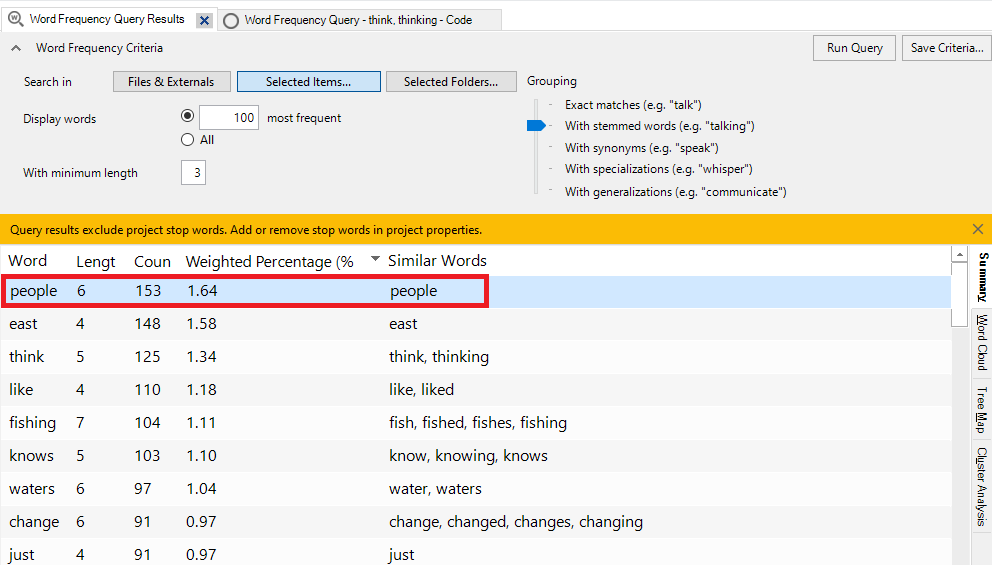 Word Frequency Query Results
Word Frequency Query - think, thinking - Code
Word Frequency Criteria
Run Query
Save Criteria...
Search in
Files & Externals
Selected Items...
Selected Folders...
Grouping
Display words
100
most frequent
All
With minimum length
3
Exact matches (e.g. "talk")
With stemmed words (e.g. "talking")
With synonyms (e.g. "speak")
With specializations (e.g. "whisper")
With generalizations (e.g. "communicate")
Query results exclude project stop words. Add or remove stop words in project properties.
Word Lengt Coun Weighted Percentage (% Similar Words
people 6 153 1.64 people
east 4 148 1.58 east
think 5 125 1.34 think, thinking
like 4 110 1.18 like, liked
fishing 7 104 1.11 fish, fished, fishes, fishing
knows 5 103 1.10 know, knowing, knows
waters 6 97 1.04 water, waters
change 6 91 0.97 change, changed, changes, changing
just 4 91 0.97 just
Summary
Word Cloud
Tree Map
Cluster Analysis